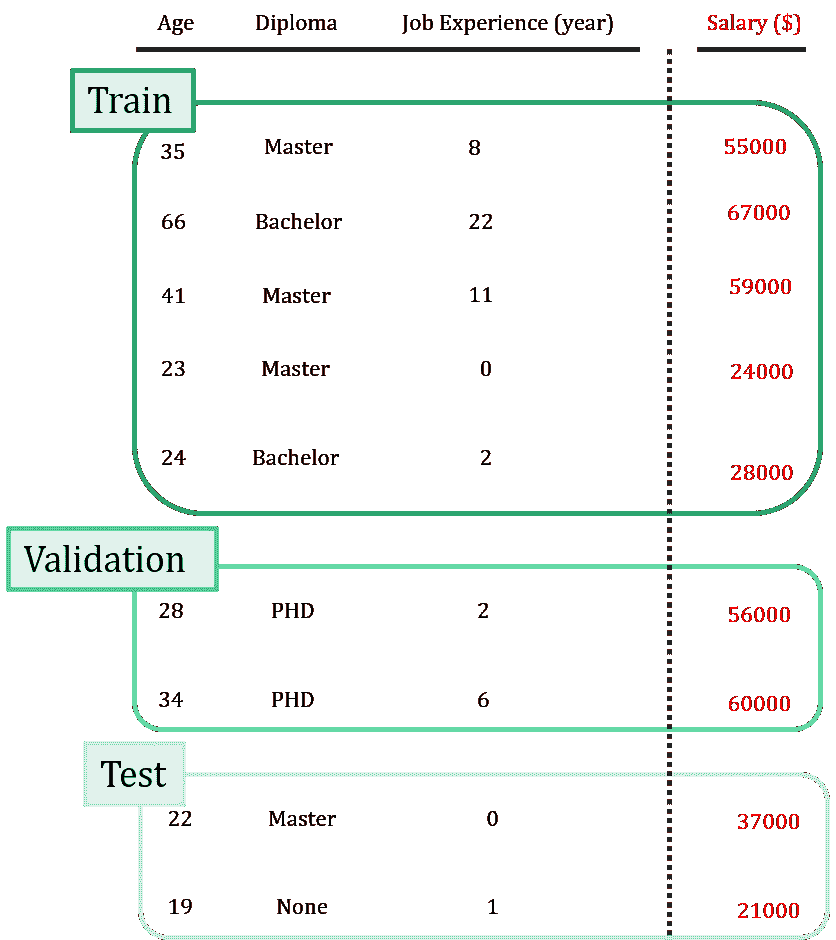 Age Diploma Job Experience (year) Salary ($)
Train
35 Master 8 55000
66 Bachelor 22 67000
41 Master 11 59000
23 Master 0 24000
24 Bachelor 2 28000
Validation
28 PHD 2 56000
34 PHD 6 60000
Test
22 Master 0 37000
19 None 1 21000